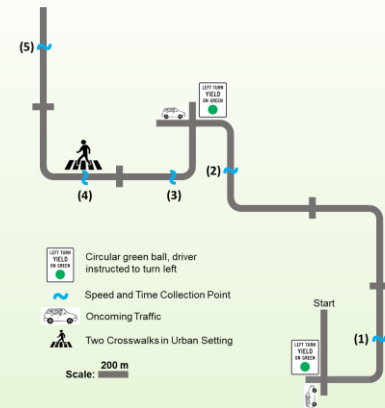 (5)
LEFT TURN
YIELD
ON GREEN
(2)
(4)
(3)
LEFT TURN
YIELD
ON GREEN
Circular green ball, driver
instructed to turn left
Speed and Time Collection Point
Oncoming Traffic
Two Crosswalks in Urban Setting
Scale:
200 m
Start
(1)
LEFT TURN
YIELD
ON GREEN